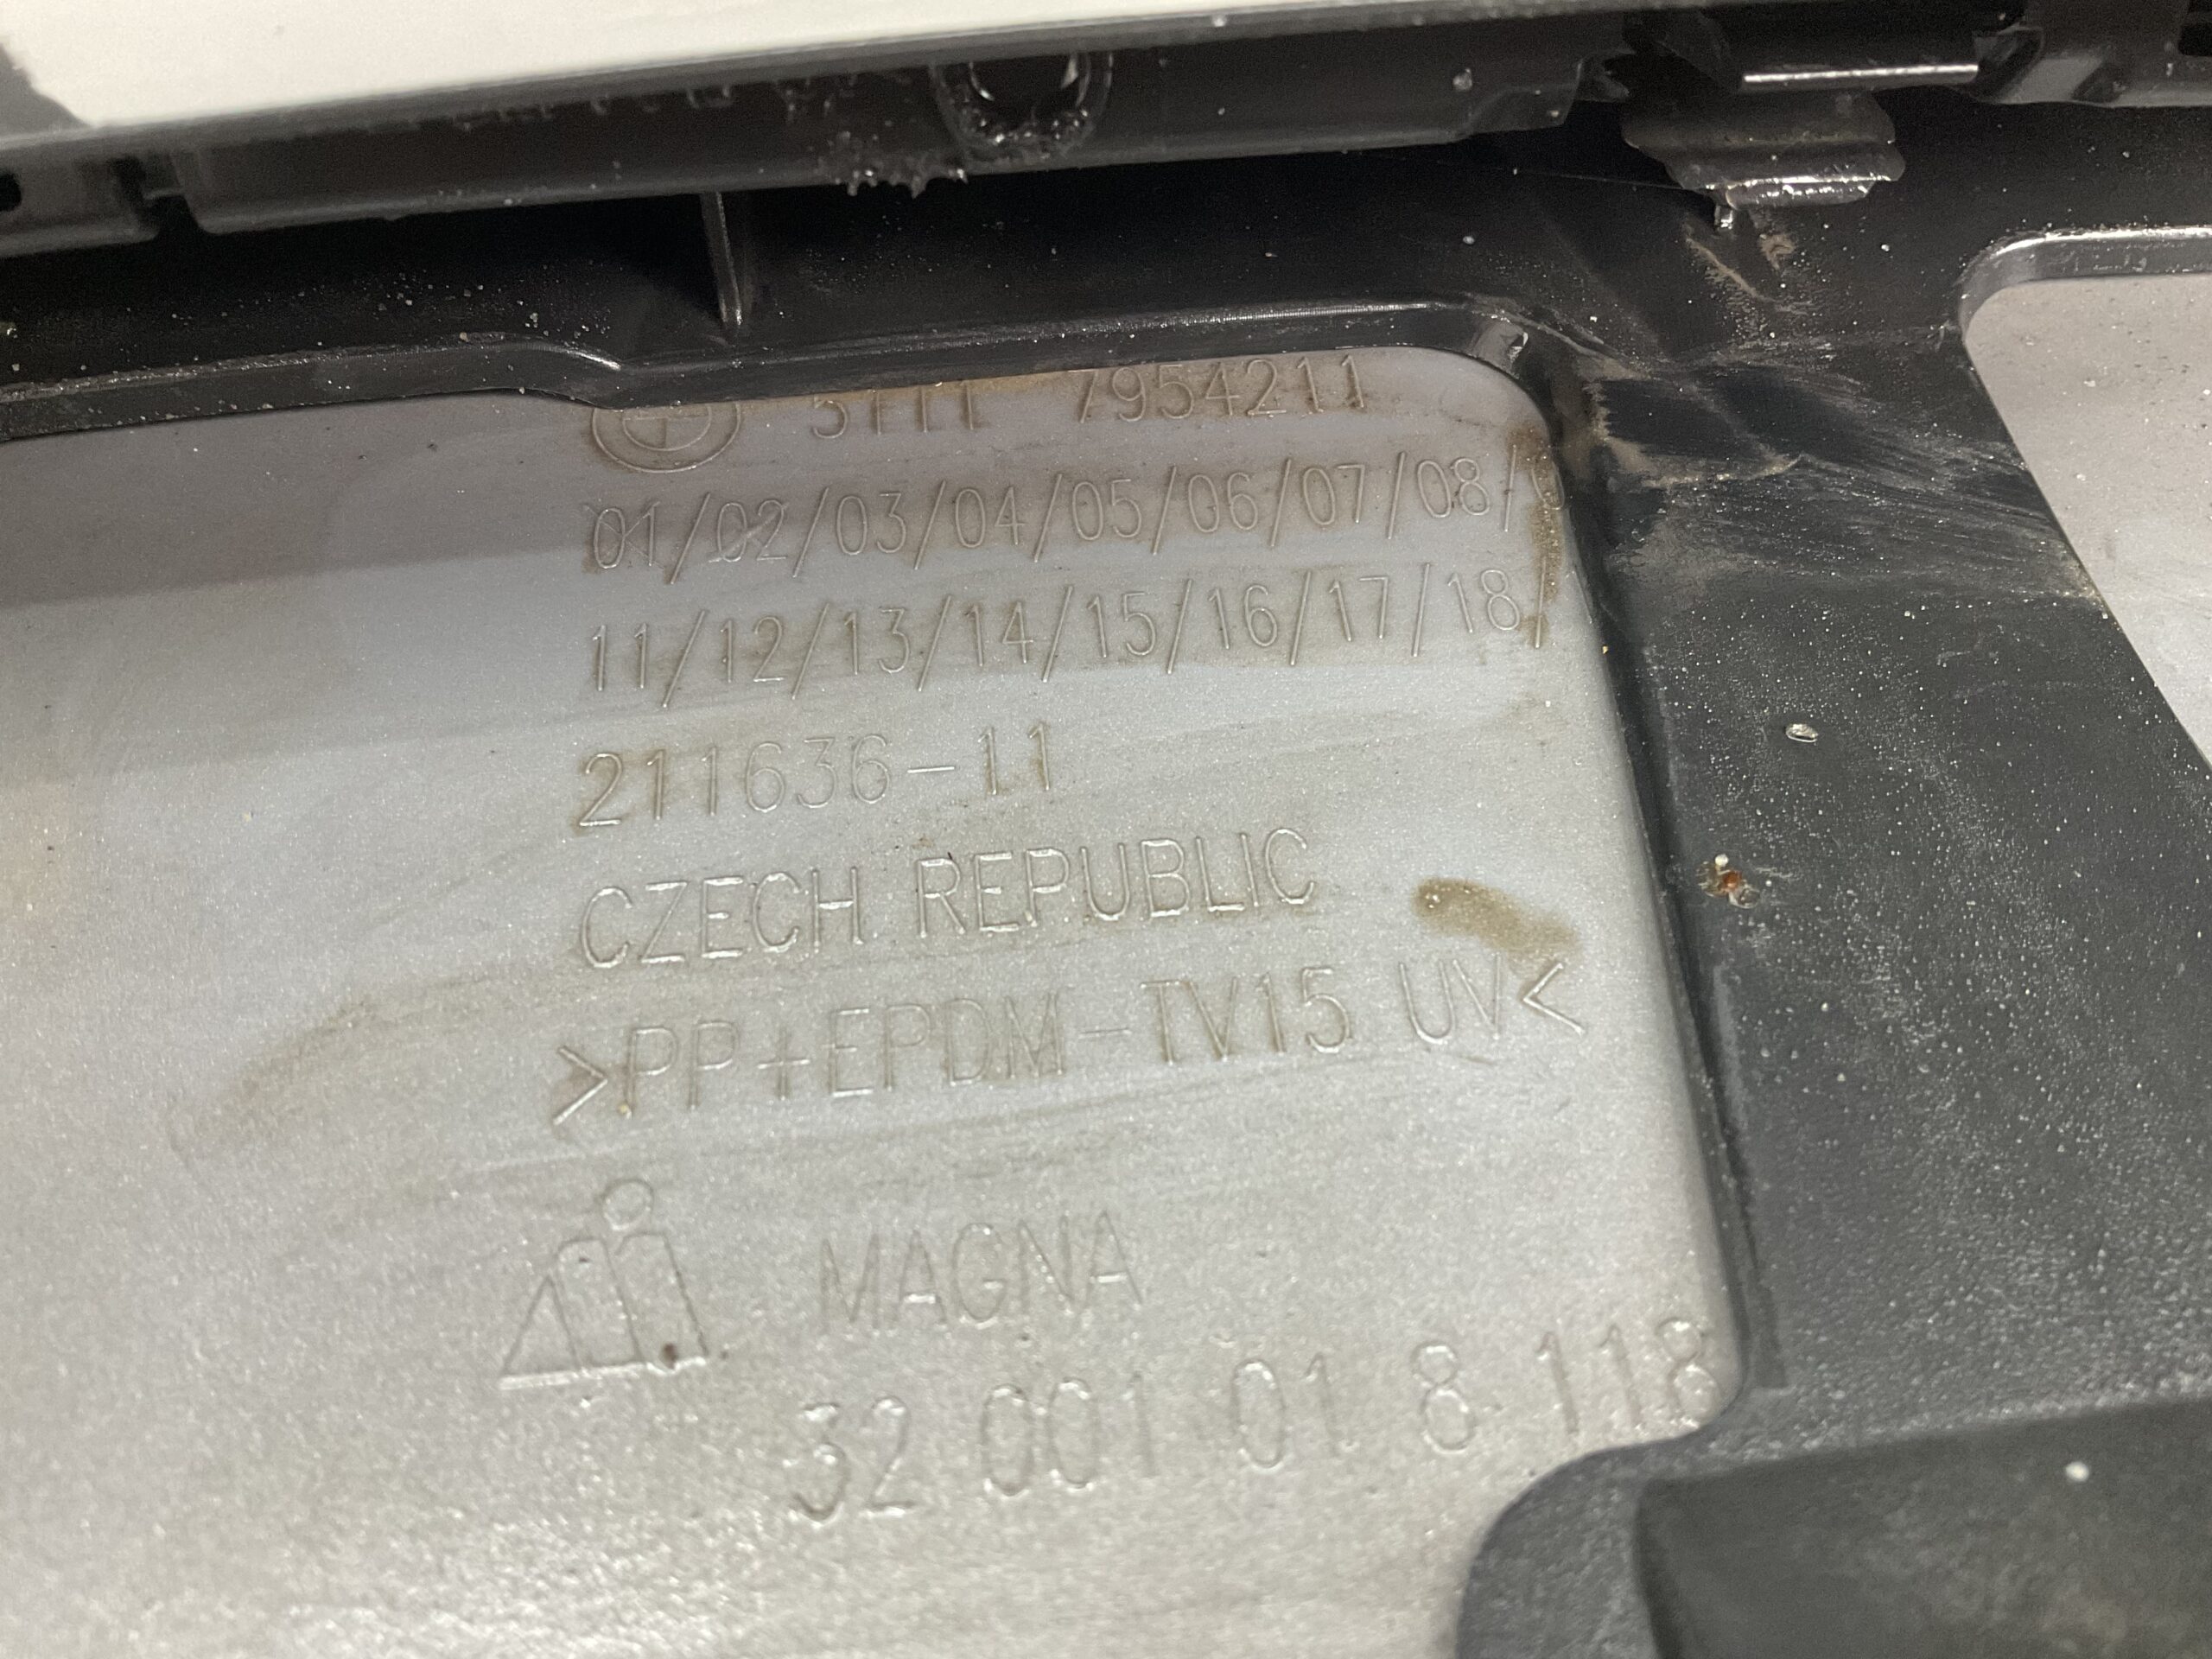 5111 7954211
01/02/03/04/05/06/07/08/
11/12/13/14/15/16/17/18/
211636-11
CZECH REPUBLIC
>PP+EPDM-TV15 UV<
MAGNA
32 001 01 8 118